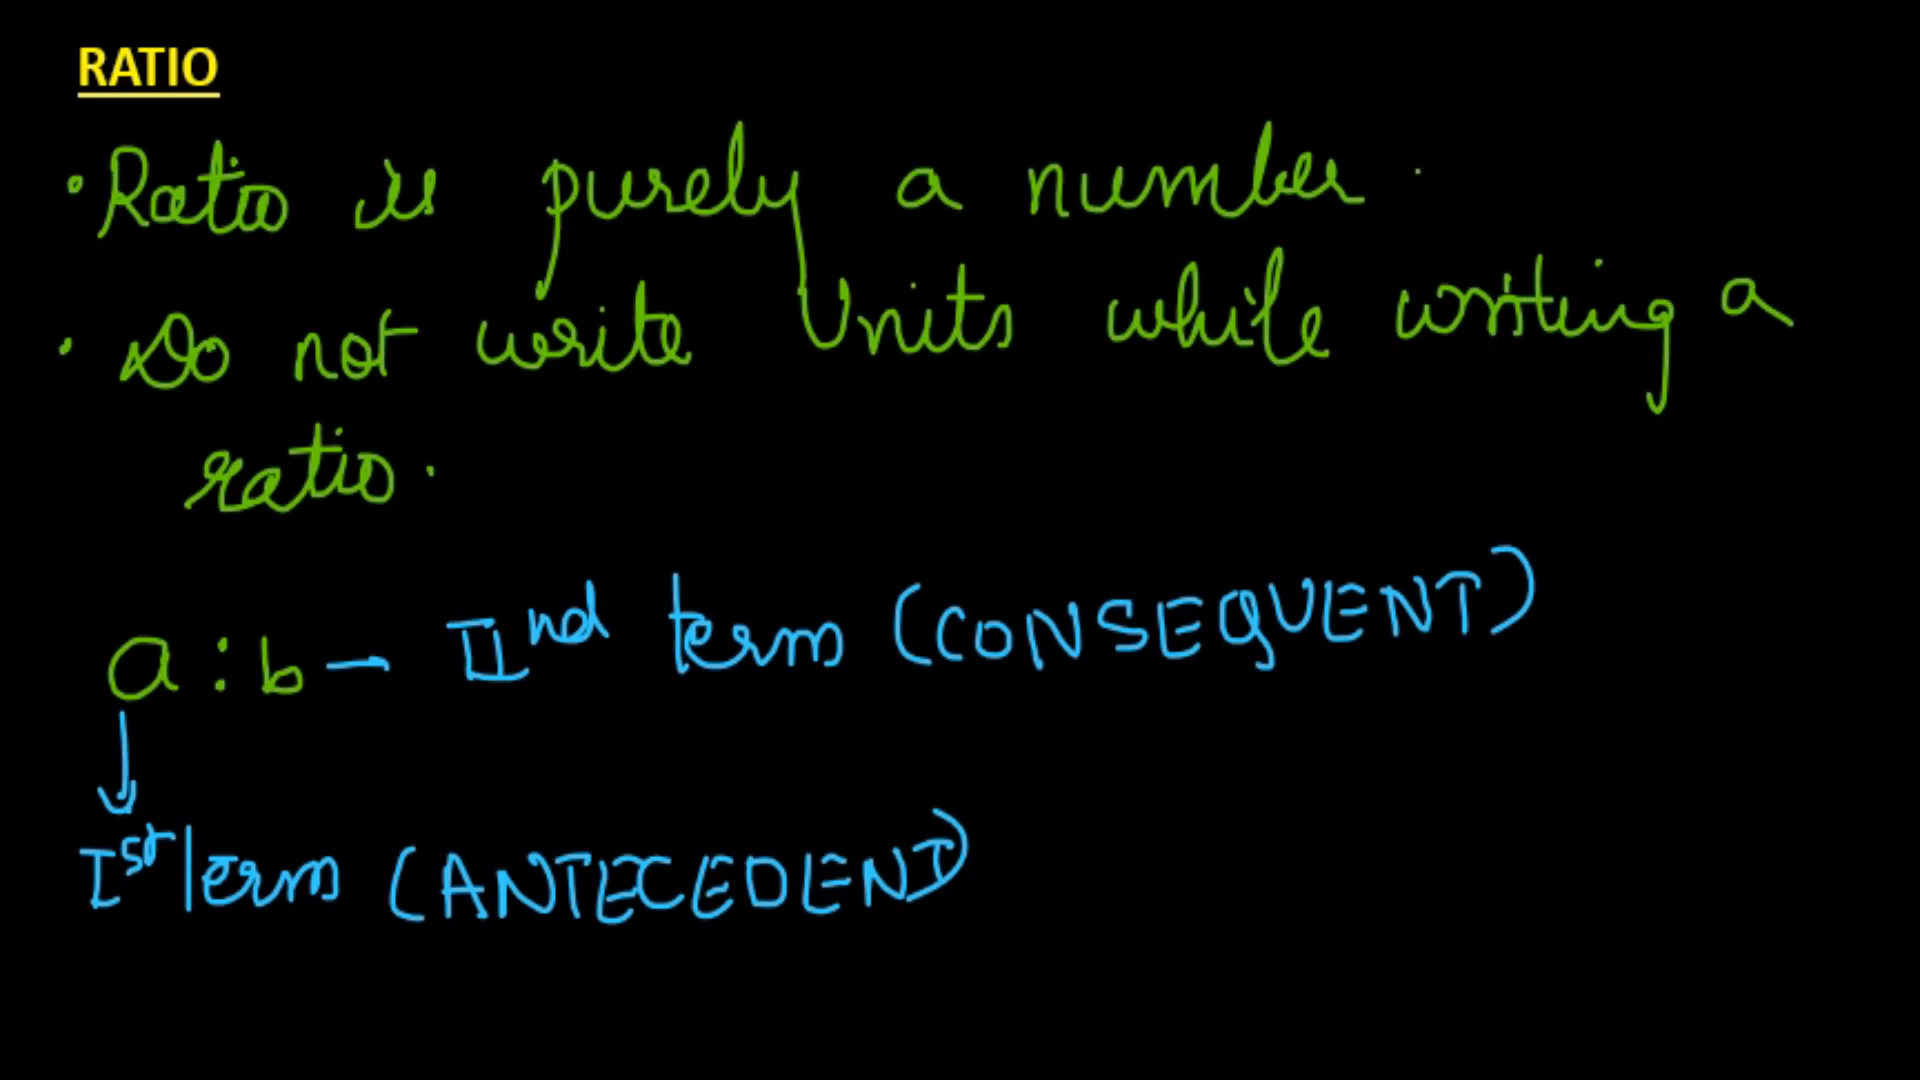 RATIO
• Ratio is purely a number.
• Do not write Units while writing a
ratio.
a : b - IInd term (CONSEQUENT)
Ist Term (ANTECEDENT)